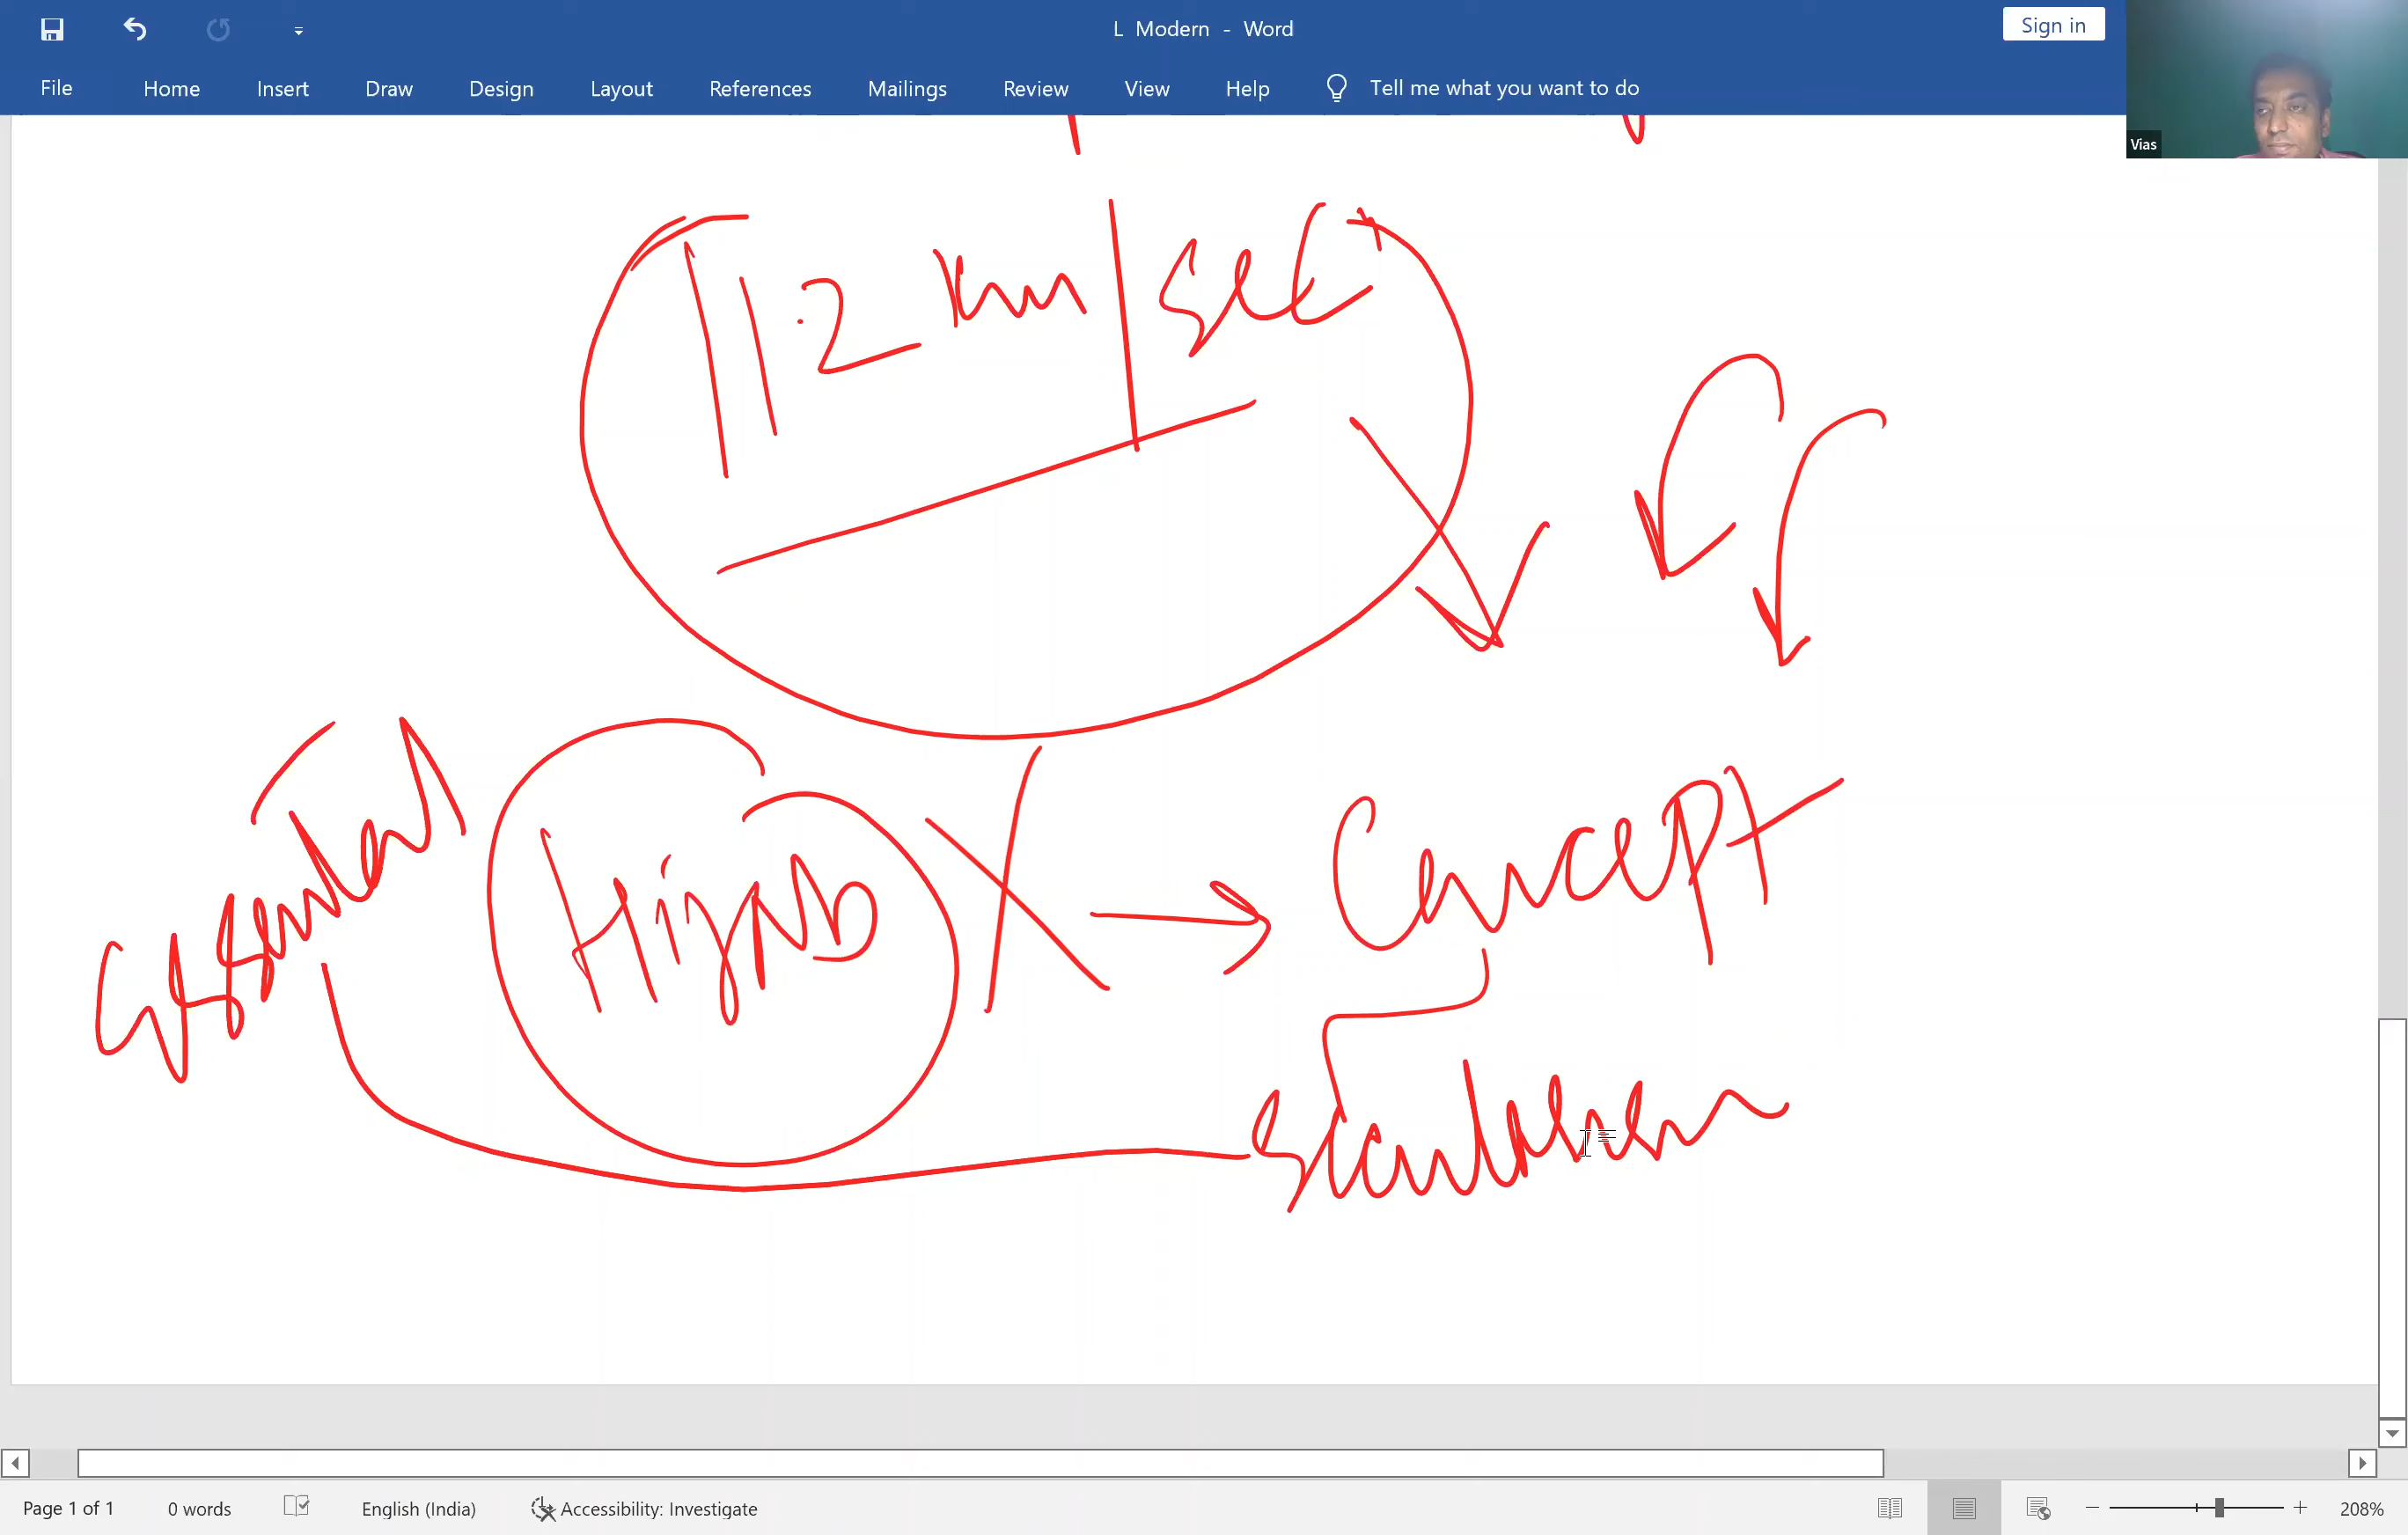 L Modern - Word
Sign in
File Home Insert Draw Design Layout References Mailings Review View Help Tell me what you want to do
Vias
11.2 km/sec
Essential
Concept
Page 1 of 1 0 words English (India) Accessibility: Investigate 208%